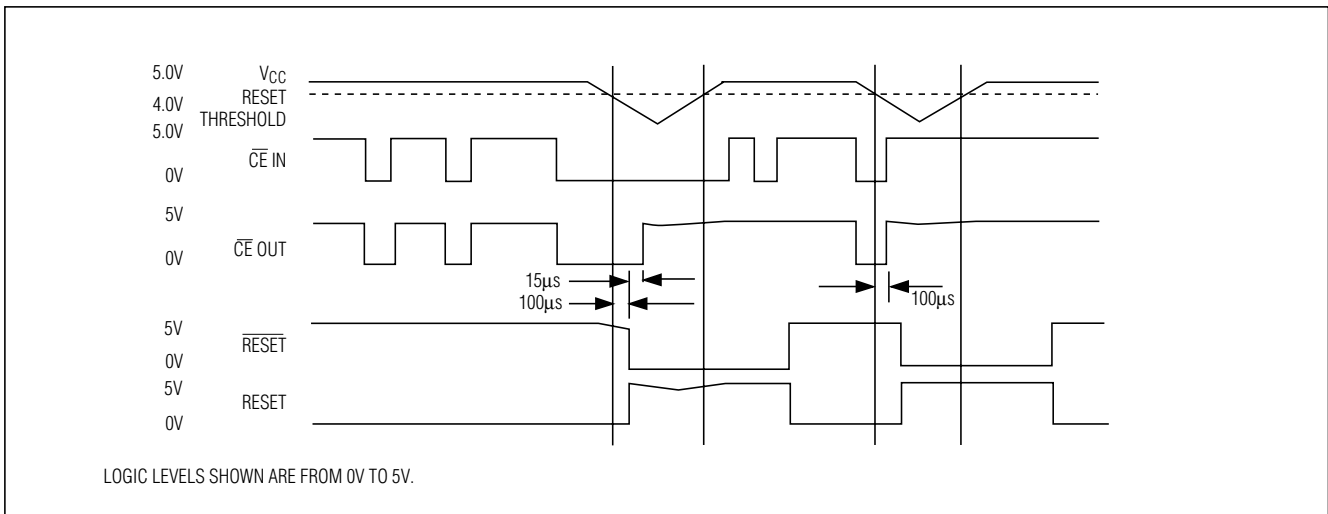 5.0V VCC
RESET
4.0V
THRESHOLD
5.0V
CE IN
0V
5V
CE OUT
0V
15µs
100µs
100µs
5V
RESET
0V
5V
RESET
0V
LOGIC LEVELS SHOWN ARE FROM 0V TO 5V.